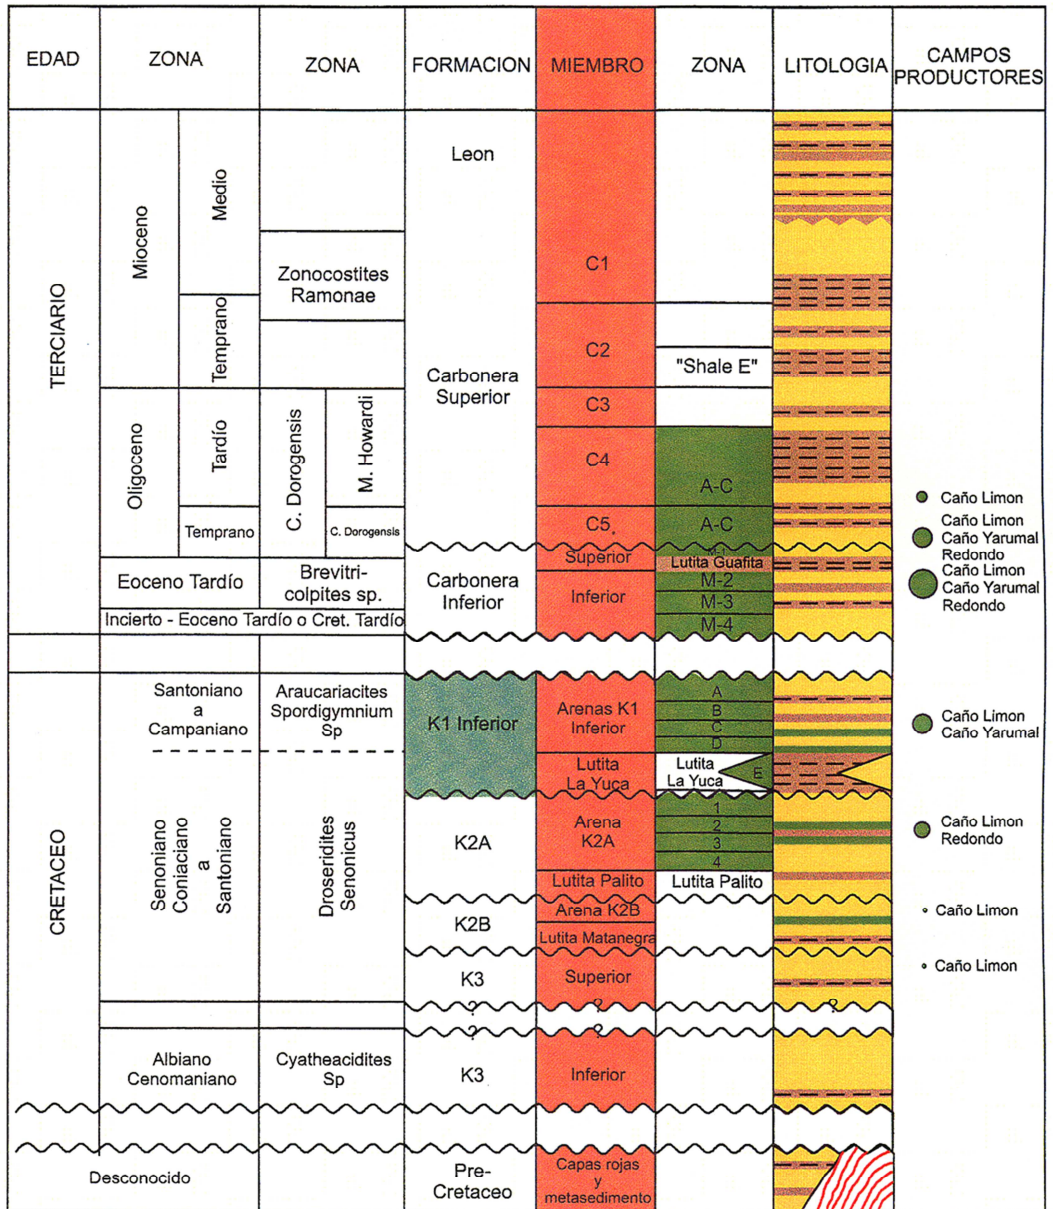 EDAD
ZONA
ZONA
FORMACION
MIEMBRO
ZONA
LITOLOGIA
CAMPOS
PRODUCTORES
TERCIARIO
Mioceno
Medio
Temprano
Zonocostites
Ramonae
Leon
C1
C2
"Shale E"
Carbonera
Superior
C3
Oligoceno
Tardío
Temprano
C. Dorogensis
M. Howardi
C. Dorogensis
C4
A-C
C5
A-C
Caño Limon
Caño Limon
Caño Yarumal
Redondo
Caño Limon
Caño Yarumal
Redondo
Eoceno Tardío
Brevitri-
colpites sp.
Incierto - Eoceno Tardío o Cret. Tardío
Carbonera
Inferior
Superior
Inferior
M-1
Lutita Guafita
M-2
M-3
M-4
CRETACEO
Santoniano
a
Campaniano
Araucariacites
Spordigymnium
Sp
K1 Inferior
Arenas K1
Inferior
A
B
C
D
Caño Limon
Caño Yarumal
Lutita
La Yuca
Lutita
La Yuca
E
Senoniano
Coniaciano
a
Santoniano
Droseridites
Senonicus
K2A
Arena
K2A
1
2
3
4
Caño Limon
Redondo
Lutita Palito
Lutita Palito
K2B
Arena K2B
Lutita Matanegra
Caño Limon
K3
Superior
Caño Limon
?
?
?
?
?
Albiano
Cenomaniano
Cyatheacidites
Sp
K3
Inferior
Desconocido
Pre-
Cretaceo
Capas rojas
y
metasedimento